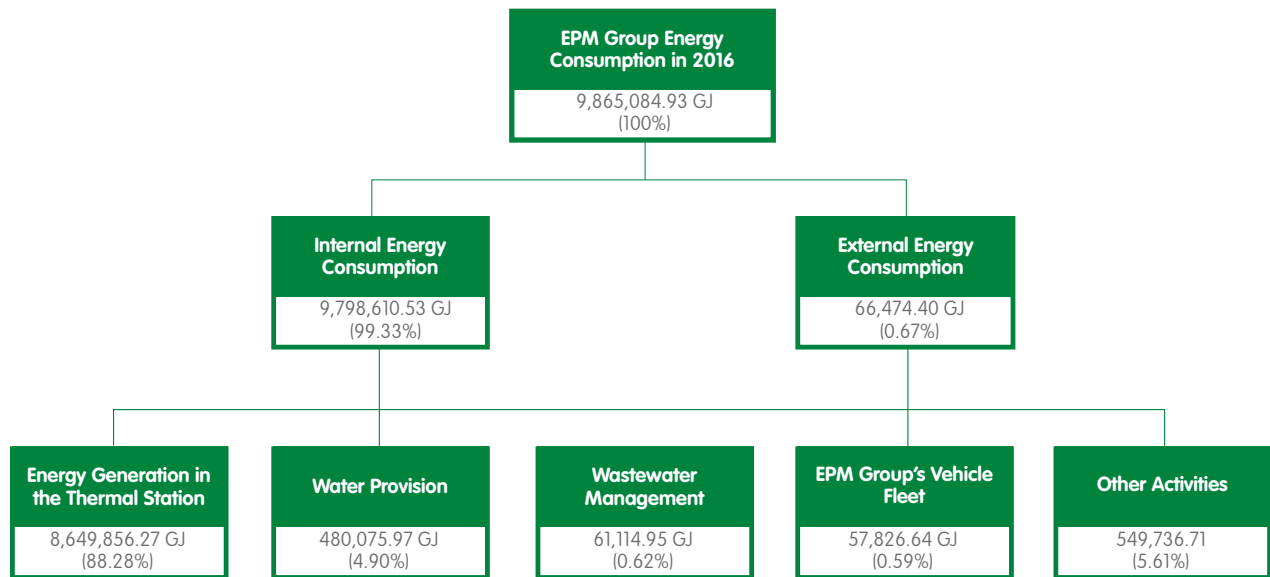 EPM Group Energy
Consumption in 2016
9,865,084.93 GJ
(100%)
Internal Energy
Consumption
9,798,610.53 GJ
(99.33%)
External Energy
Consumption
66,474.40 GJ
(0.67%)
Energy Generation in
the Thermal Station
8,649,856.27 GJ
(88.28%)
Water Provision
480,075.97 GJ
(4.90%)
Wastewater
Management
61,114.95 GJ
(0.62%)
EPM Group’s Vehicle
Fleet
57,826.64 GJ
(0.59%)
Other Activities
549,736.71
(5.61%)